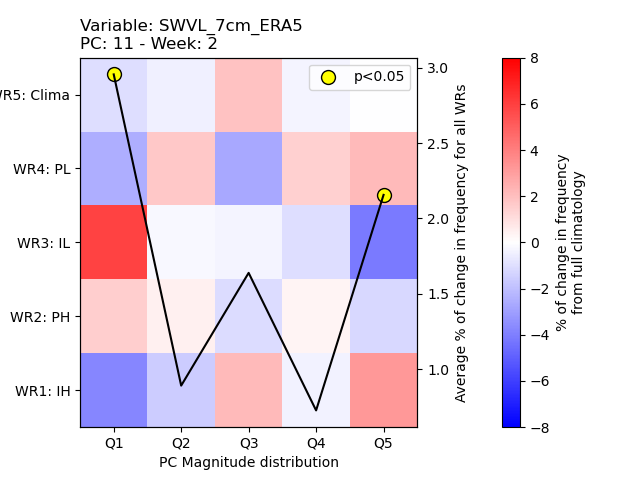 Variable: SWVL_7cm_ERA5
PC: 11 - Week: 2
p<0.05
WR5: Clima
WR4: PL
WR3: IL
WR2: PH
WR1: IH
Q1 Q2 Q3 Q4 Q5
PC Magnitude distribution
3.0
2.5
2.0
1.5
1.0
Average % of change in frequency for all WRs
8
6
4
2
0
−2
−4
−6
−8
% of change in frequency
from full climatology